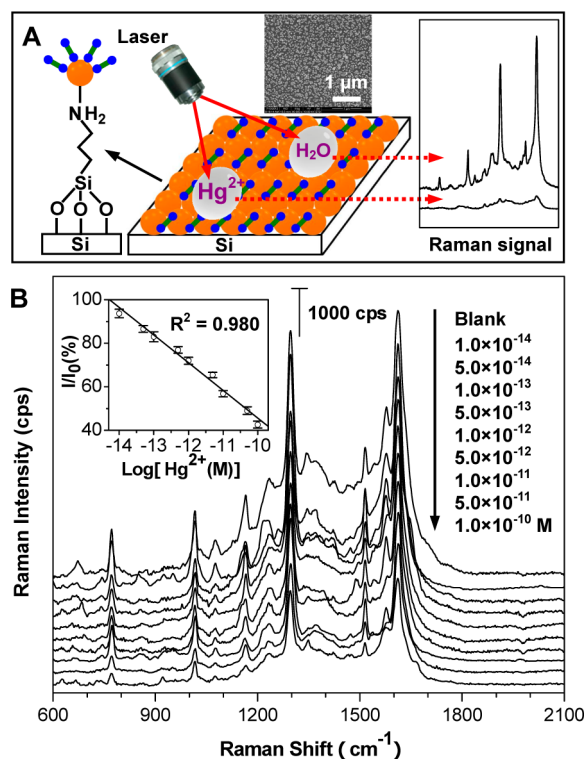 A
Laser
1 μm
NH₂
Si
O O O
Si
H₂O
Hg²⁺
Si
Raman signal
B
1000 cps
R² = 0.980
I/I₀(%)
100
80
60
40
-14 -13 -12 -11 -10
Log[ Hg²⁺(M)]
Blank
1.0×10⁻¹⁴
5.0×10⁻¹⁴
1.0×10⁻¹³
5.0×10⁻¹³
1.0×10⁻¹²
5.0×10⁻¹²
1.0×10⁻¹¹
5.0×10⁻¹¹
1.0×10⁻¹⁰ M
Raman Intensity (cps)
600 900 1200 1500 1800 2100
Raman Shift ( cm⁻¹)